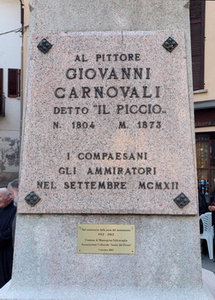 AL PITTORE
GIOVANNI
CARNOVALI
DETTO "IL PICCIO„
N. 1804 M. 1873
I COMPAESANI
GLI AMMIRATORI
NEL SETTEMBRE MCMXII